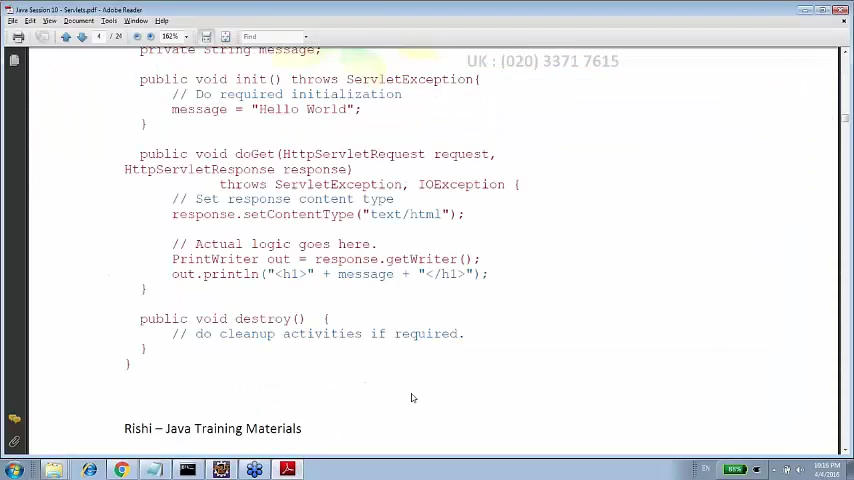 Java Session 10 - Servlets.pdf - Adobe Reader
File Edit View Document Tools Window Help
4 / 24 162% Find
private String message;
UK : (020) 3371 7615
public void init() throws ServletException{
// Do required initialization
message = "Hello World";
}
public void doGet(HttpServletRequest request,
HttpServletResponse response)
throws ServletException, IOException {
// Set response content type
response.setContentType("text/html");
// Actual logic goes here.
PrintWriter out = response.getWriter();
out.println("<h1>" + message + "</h1>");
}
public void destroy() {
// do cleanup activities if required.
}
}
Rishi – Java Training Materials
EN 88% 10:16 PM
4/4/2016